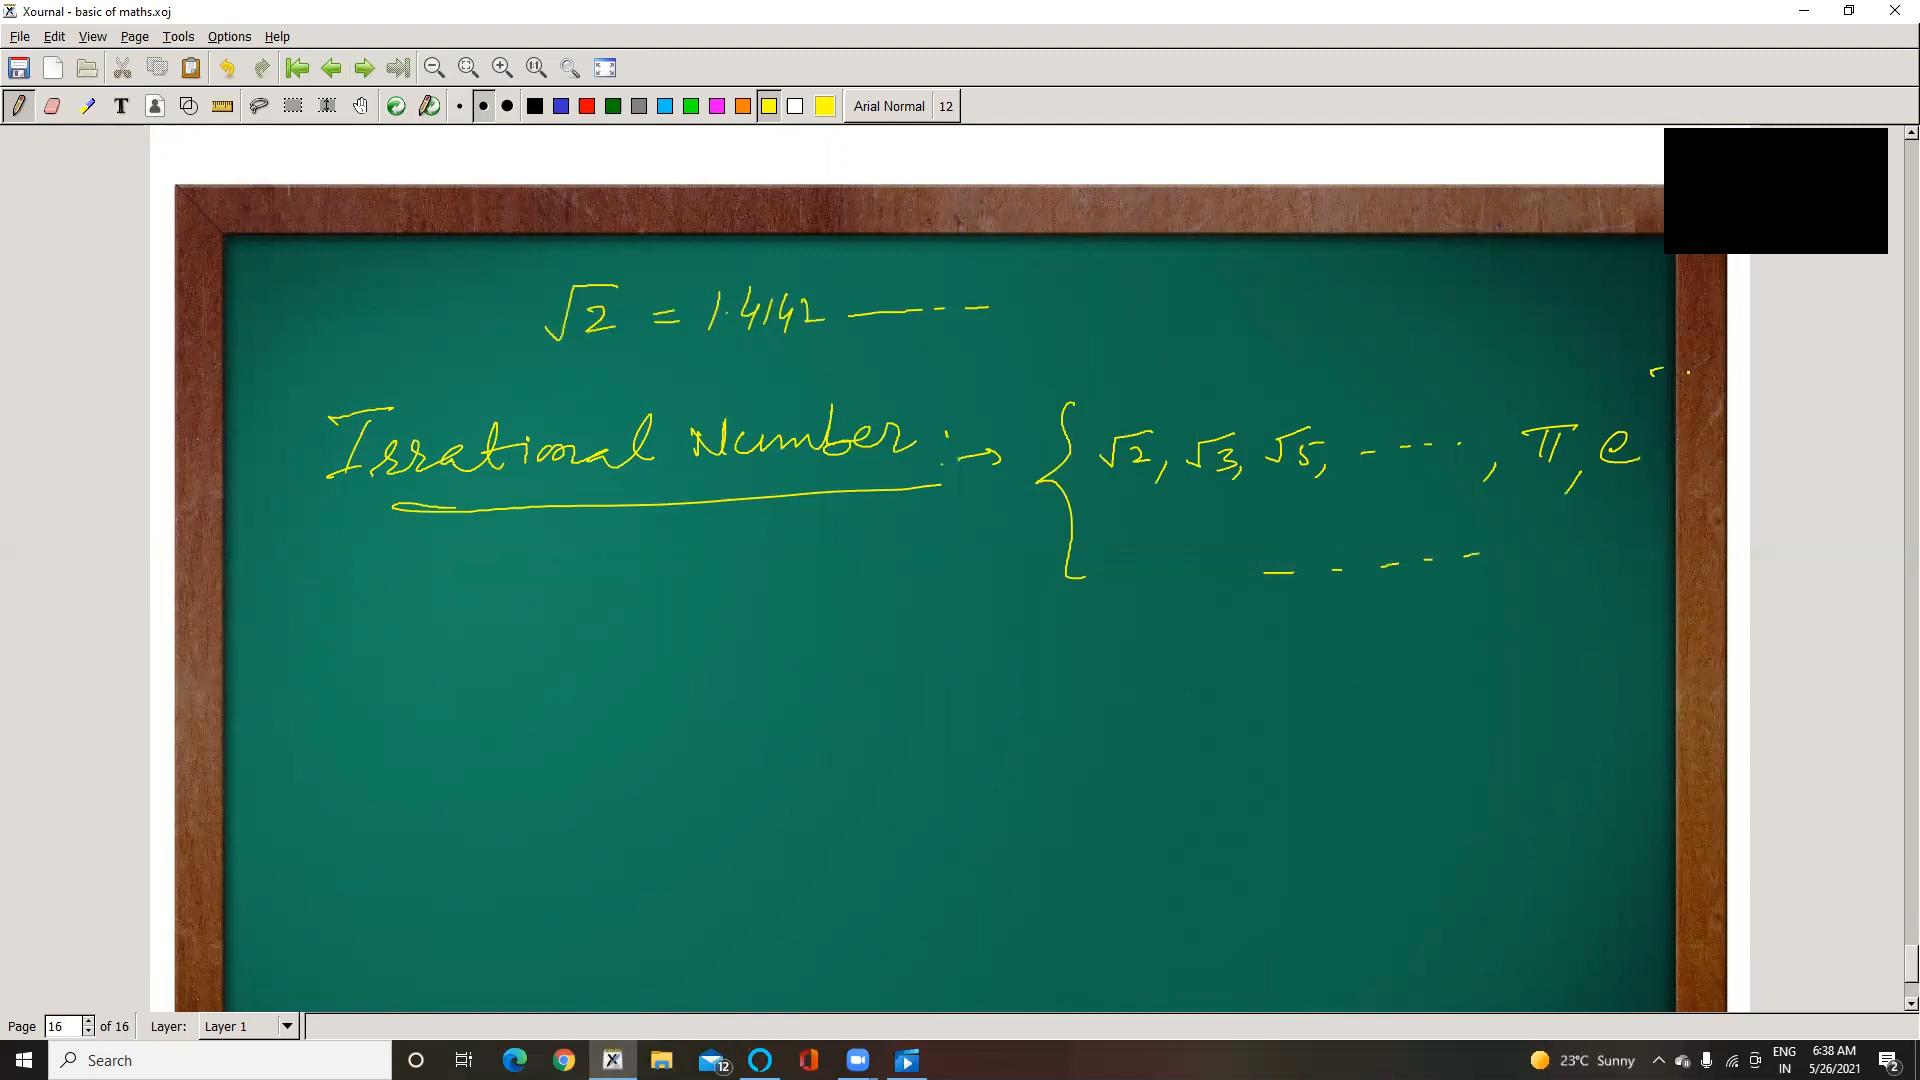 Xournal - basic of maths.xoj
File Edit View Page Tools Options Help
T Arial Normal 12
√2 = 1.4142 -----
Irrational Number :→ { √2, √3, √5, - - - -, π, e
- - - - -
Page 16 of 16 Layer: Layer 1
Search 12 23°C Sunny ENG IN 6:38 AM 5/26/2021 2